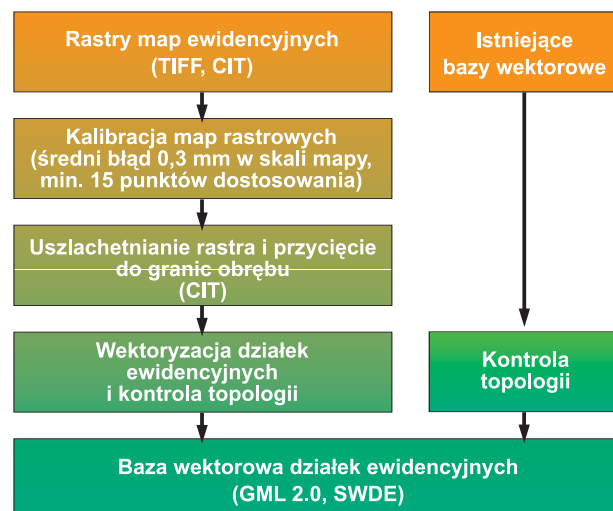 Rastry map ewidencyjnych
(TIFF, CIT)
Istniejące
bazy wektorowe
Kalibracja map rastrowych
(średni błąd 0,3 mm w skali mapy,
min. 15 punktów dostosowania)
Uszlachetnianie rastra i przycięcie
do granic obrębu
(CIT)
Wektoryzacja działek
ewidencyjnych
i kontrola topologii
Kontrola
topologii
Baza wektorowa działek ewidencyjnych
(GML 2.0, SWDE)